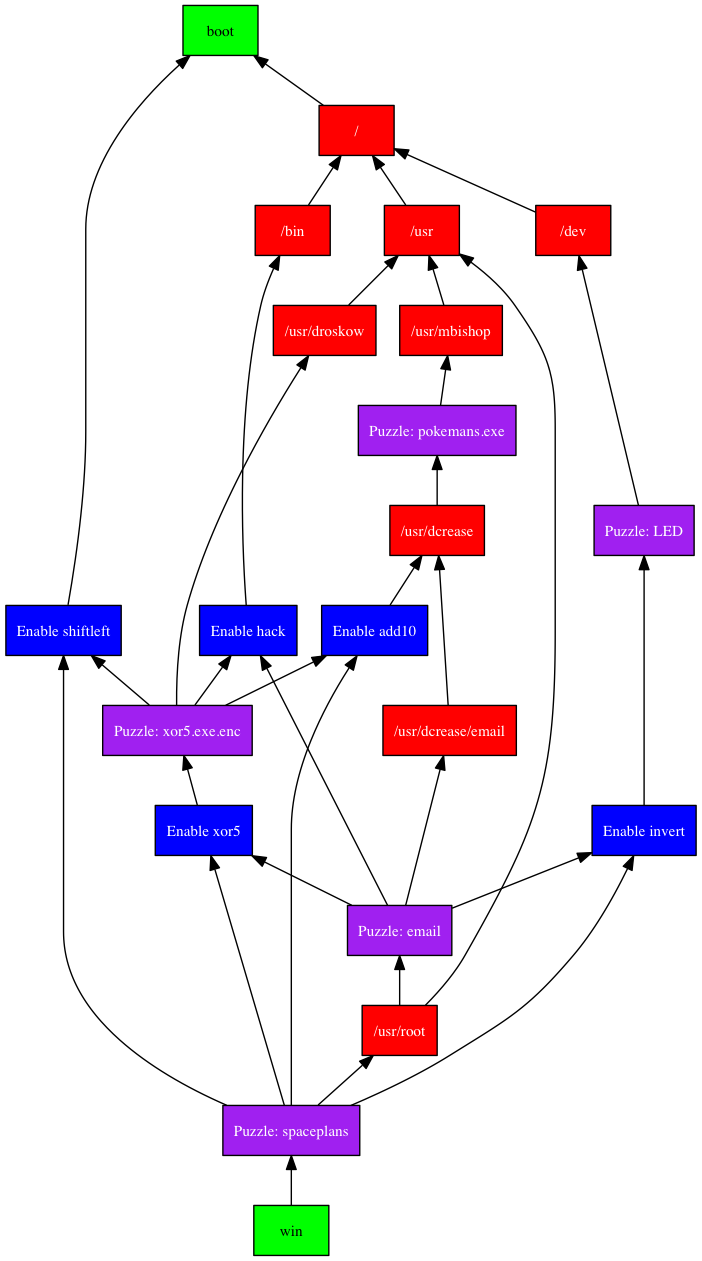 boot
/
/bin
/usr
/dev
/usr/droskow
/usr/mbishop
Puzzle: pokemans.exe
/usr/dcrease
Puzzle: LED
Enable shiftleft
Enable hack
Enable add10
Puzzle: xor5.exe.enc
/usr/dcrease/email
Enable xor5
Enable invert
Puzzle: email
/usr/root
Puzzle: spaceplans
win